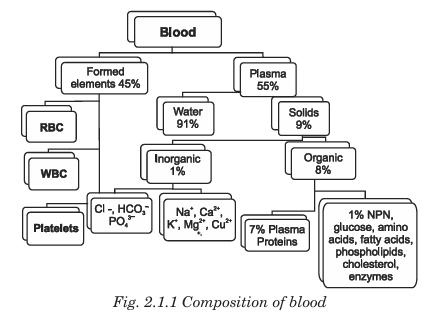 Blood
Formed
elements 45%
Plasma
55%
Water
91%
Solids
9%
RBC
WBC
Platelets
Inorganic
1%
Organic
8%
Cl -, HCO₃⁻
PO₄³⁻
Na⁺, Ca²⁺,
K⁺, Mg²⁺, Cu²⁺
7% Plasma
Proteins
1% NPN,
glucose, amino
acids, fatty acids,
phospholipids,
cholesterol,
enzymes
Fig. 2.1.1 Composition of blood